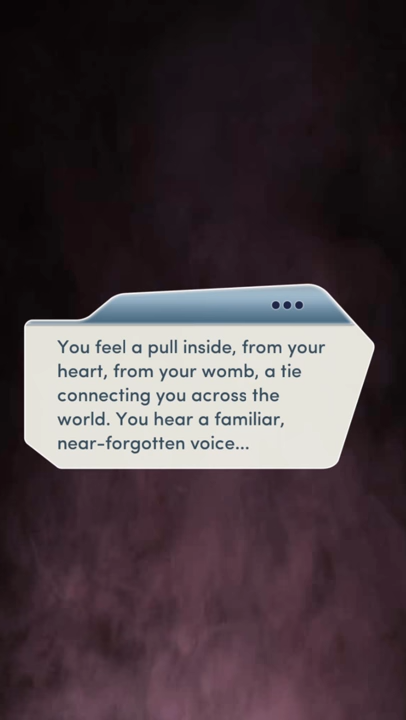 You feel a pull inside, from your
heart, from your womb, a tie
connecting you across the
world. You hear a familiar,
near-forgotten voice...